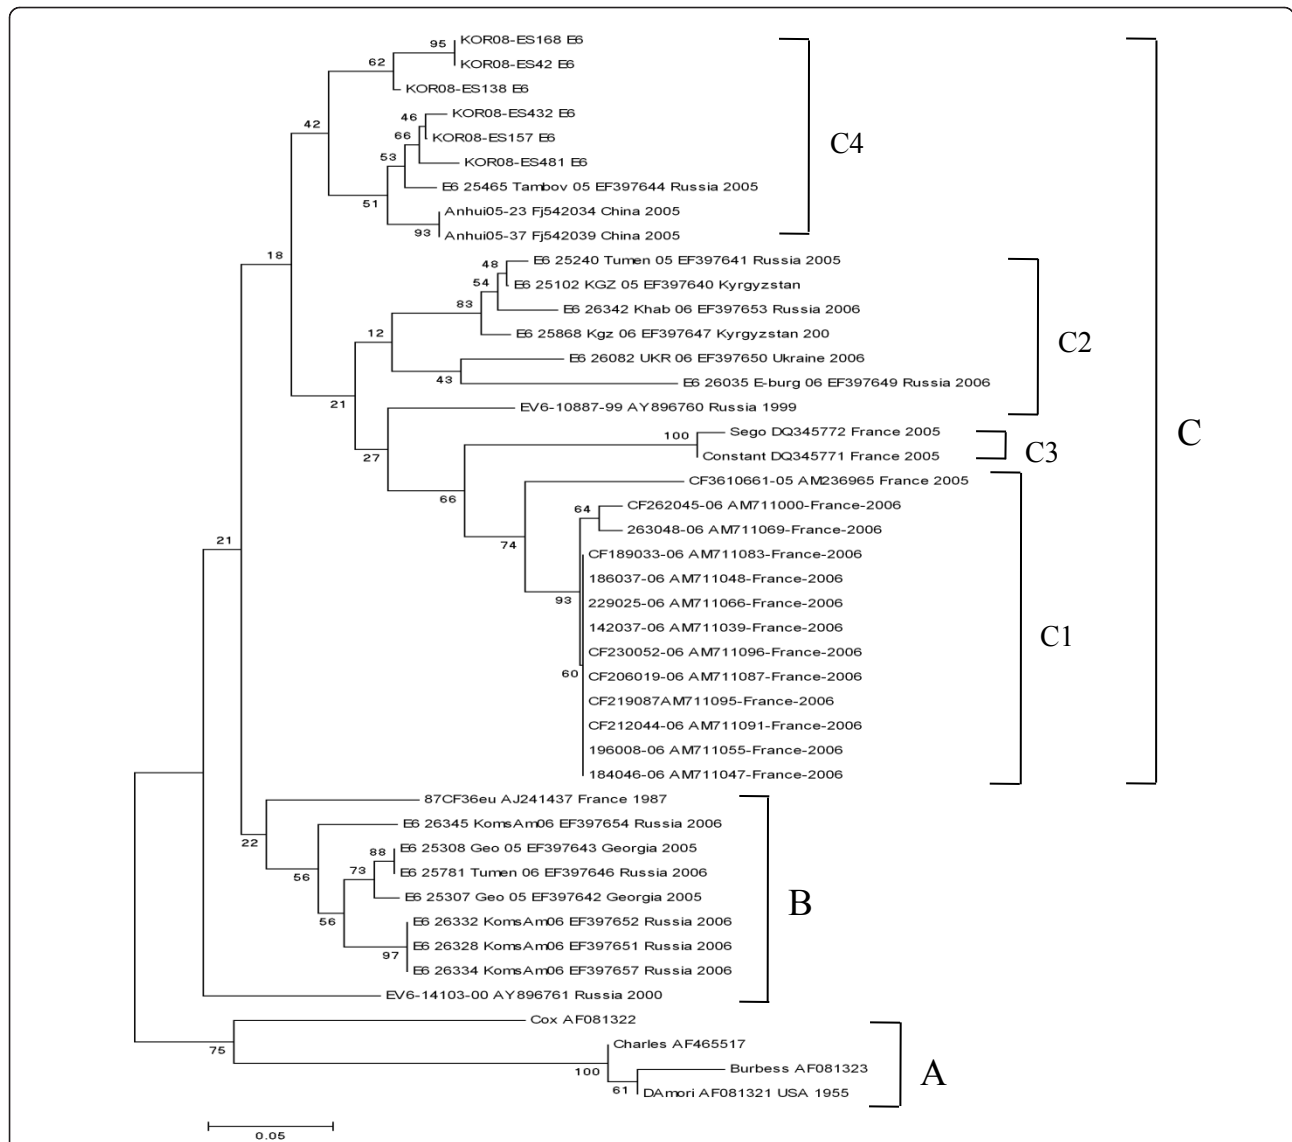 KOR08-ES168 E6
95
KOR08-ES42 E6
62
KOR08-ES138 E6
42
KOR08-ES432 E6
46
KOR08-ES157 E6
66
C4
KOR08-ES481 E6
53
E6 25465 Tambov 05 EF397644 Russia 2005
51
Anhui05-23 Fj542034 China 2005
93
Anhui05-37 Fj542039 China 2005
18
E6 25240 Tumen 05 EF397641 Russia 2005
48
54
E6 25102 KGZ 05 EF397640 Kyrgyzstan
83
E6 26342 Khab 06 EF397653 Russia 2006
12
E6 25868 Kgz 06 EF397647 Kyrgyzstan 200
C2
E6 26082 UKR 06 EF397650 Ukraine 2006
43
E6 26035 E-burg 06 EF397649 Russia 2006
21
EV6-10887-99 AY896760 Russia 1999
27
Sego DQ345772 France 2005
100
C
C3
Constant DQ345771 France 2005
66
CF3610661-05 AM236965 France 2005
CF262045-06 AM711000-France-2006
64
263048-06 AM711069-France-2006
74
21
CF189033-06 AM711083-France-2006
186037-06 AM711048-France-2006
93
229025-06 AM711066-France-2006
142037-06 AM711039-France-2006
C1
CF230052-06 AM711096-France-2006
60
CF206019-06 AM711087-France-2006
CF219087AM711095-France-2006
CF212044-06 AM711091-France-2006
196008-06 AM711055-France-2006
184046-06 AM711047-France-2006
87CF36eu AJ241437 France 1987
22
E6 26345 KomsAm06 EF397654 Russia 2006
88
E6 25308 Geo 05 EF397643 Georgia 2005
56
73
E6 25781 Tumen 06 EF397646 Russia 2006
E6 25307 Geo 05 EF397642 Georgia 2005
B
56
E6 26332 KomsAm06 EF397652 Russia 2006
97
E6 26328 KomsAm06 EF397651 Russia 2006
E6 26334 KomsAm06 EF397657 Russia 2006
EV6-14103-00 AY896761 Russia 2000
Cox AF081322
75
Charles AF465517
100
Burbess AF081323
A
61
DAmori AF081321 USA 1955
0.05